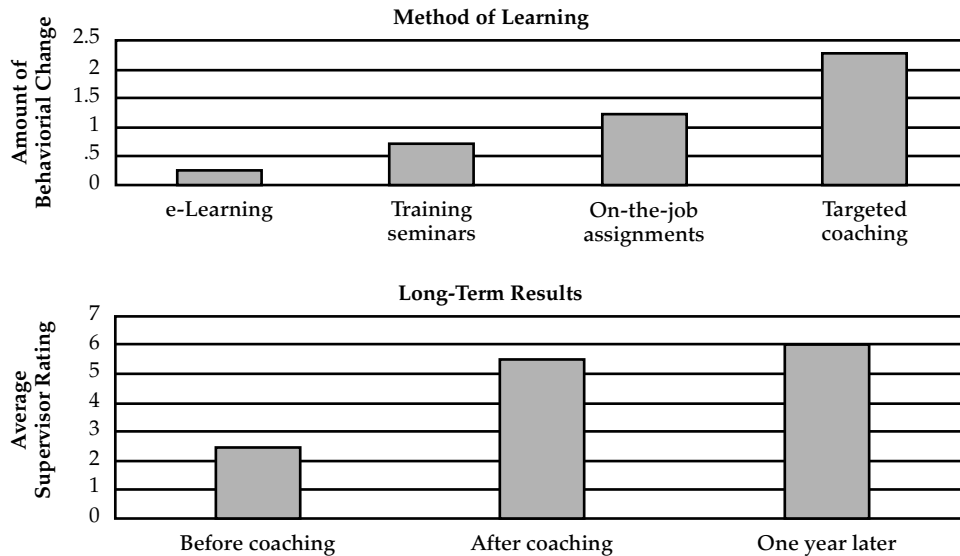 Method of Learning
Amount of
Behaviorial Change
2.5
2
1.5
1
.5
0
e-Learning
Training
seminars
On-the-job
assignments
Targeted
coaching
Long-Term Results
Average
Supervisor Rating
7
6
5
4
3
2
1
0
Before coaching
After coaching
One year later